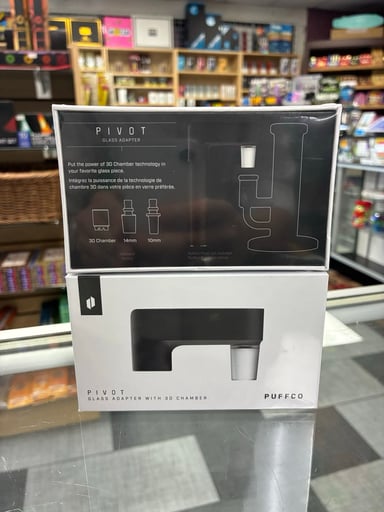 PIVOT
GLASS ADAPTER
Put the power of 3D Chamber technology in
your favorite glass piece.
Intégrez la puissance de la technologie de
chambre 3D dans votre pièce en verre préférée.
3D Chamber 14mm 10mm
PIVOT
GLASS ADAPTER WITH 3D CHAMBER
PUFFCO